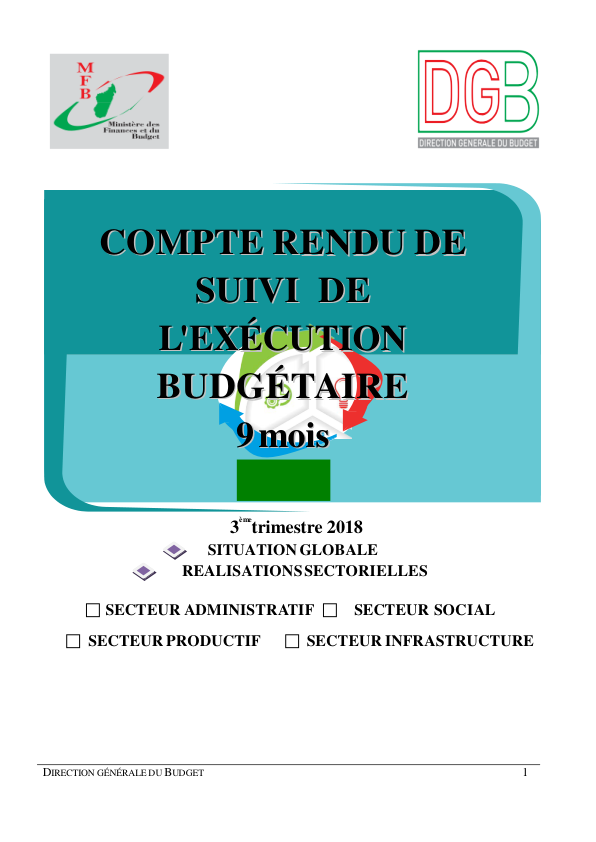 M
F
B
Ministère des
Finances et du
Budget
DGB
DIRECTION GENERALE DU BUDGET
COMPTE RENDU DE
SUIVI DE
L'EXÉCUTION
BUDGÉTAIRE
9 mois
3ème trimestre 2018
SITUATION GLOBALE
REALISATIONS SECTORIELLES
☐ SECTEUR ADMINISTRATIF ☐ SECTEUR SOCIAL
☐ SECTEUR PRODUCTIF ☐ SECTEUR INFRASTRUCTURE
DIRECTION GÉNÉRALE DU BUDGET 1